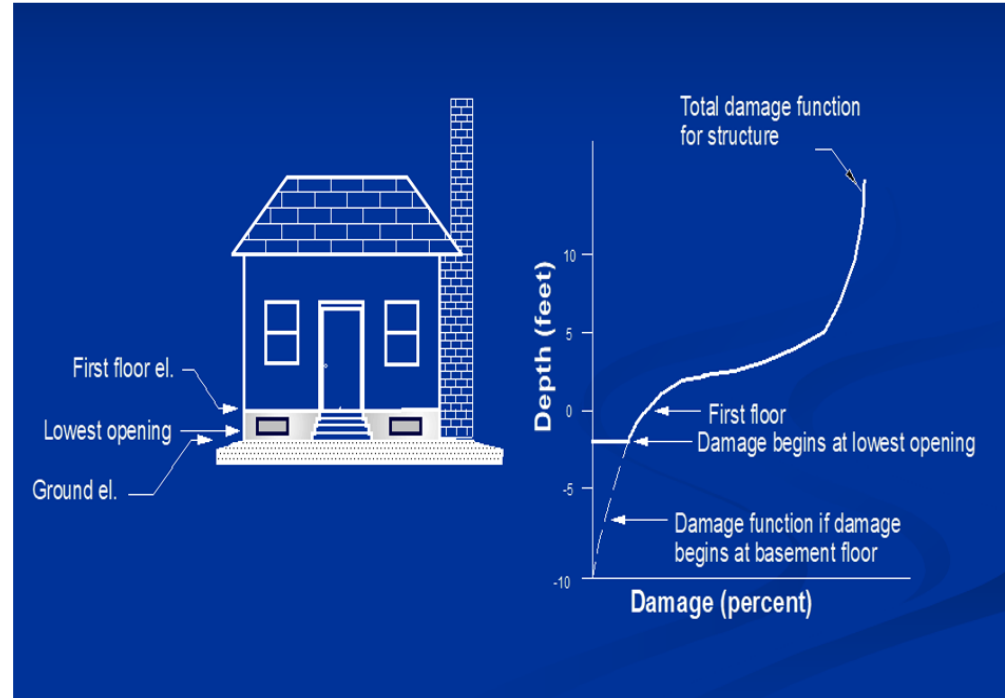 First floor el.
Lowest opening
Ground el.
Total damage function
for structure
Depth (feet)
10
5
0
-5
-10
First floor
Damage begins at lowest opening
Damage function if damage
begins at basement floor
Damage (percent)